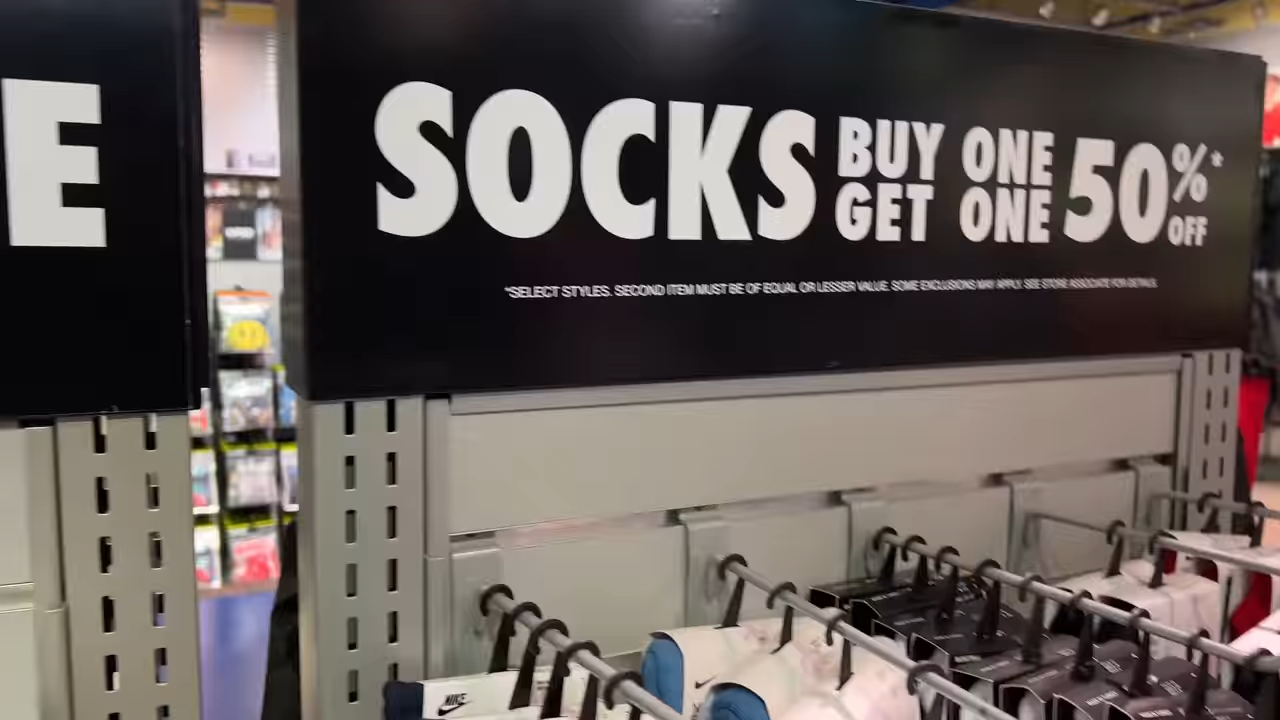 E
SOCKS BUY ONE GET ONE 50%* OFF
*SELECT STYLES. SECOND ITEM MUST BE OF EQUAL OR LESSER VALUE. SOME EXCLUSIONS MAY APPLY. SEE STORE ASSOCIATE FOR DETAILS.
NIKE